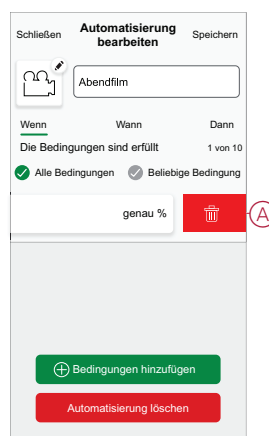 Schließen Automatisierung bearbeiten Speichern
Abendfilm
Wenn Wann Dann
Die Bedingungen sind erfüllt 1 von 10
Alle Bedingungen Beliebige Bedingung
genau % A
Bedingungen hinzufügen
Automatisierung löschen